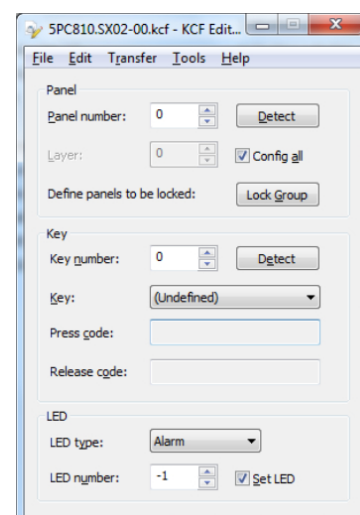 5PC810.SX02-00.kcf - KCF Edit...
File Edit Transfer Tools Help
Panel
Panel number: 0 Detect
Layer: 0 Config all
Define panels to be locked: Lock Group
Key
Key number: 0 Detect
Key: (Undefined)
Press code:
Release code:
LED
LED type: Alarm
LED number: -1 Set LED